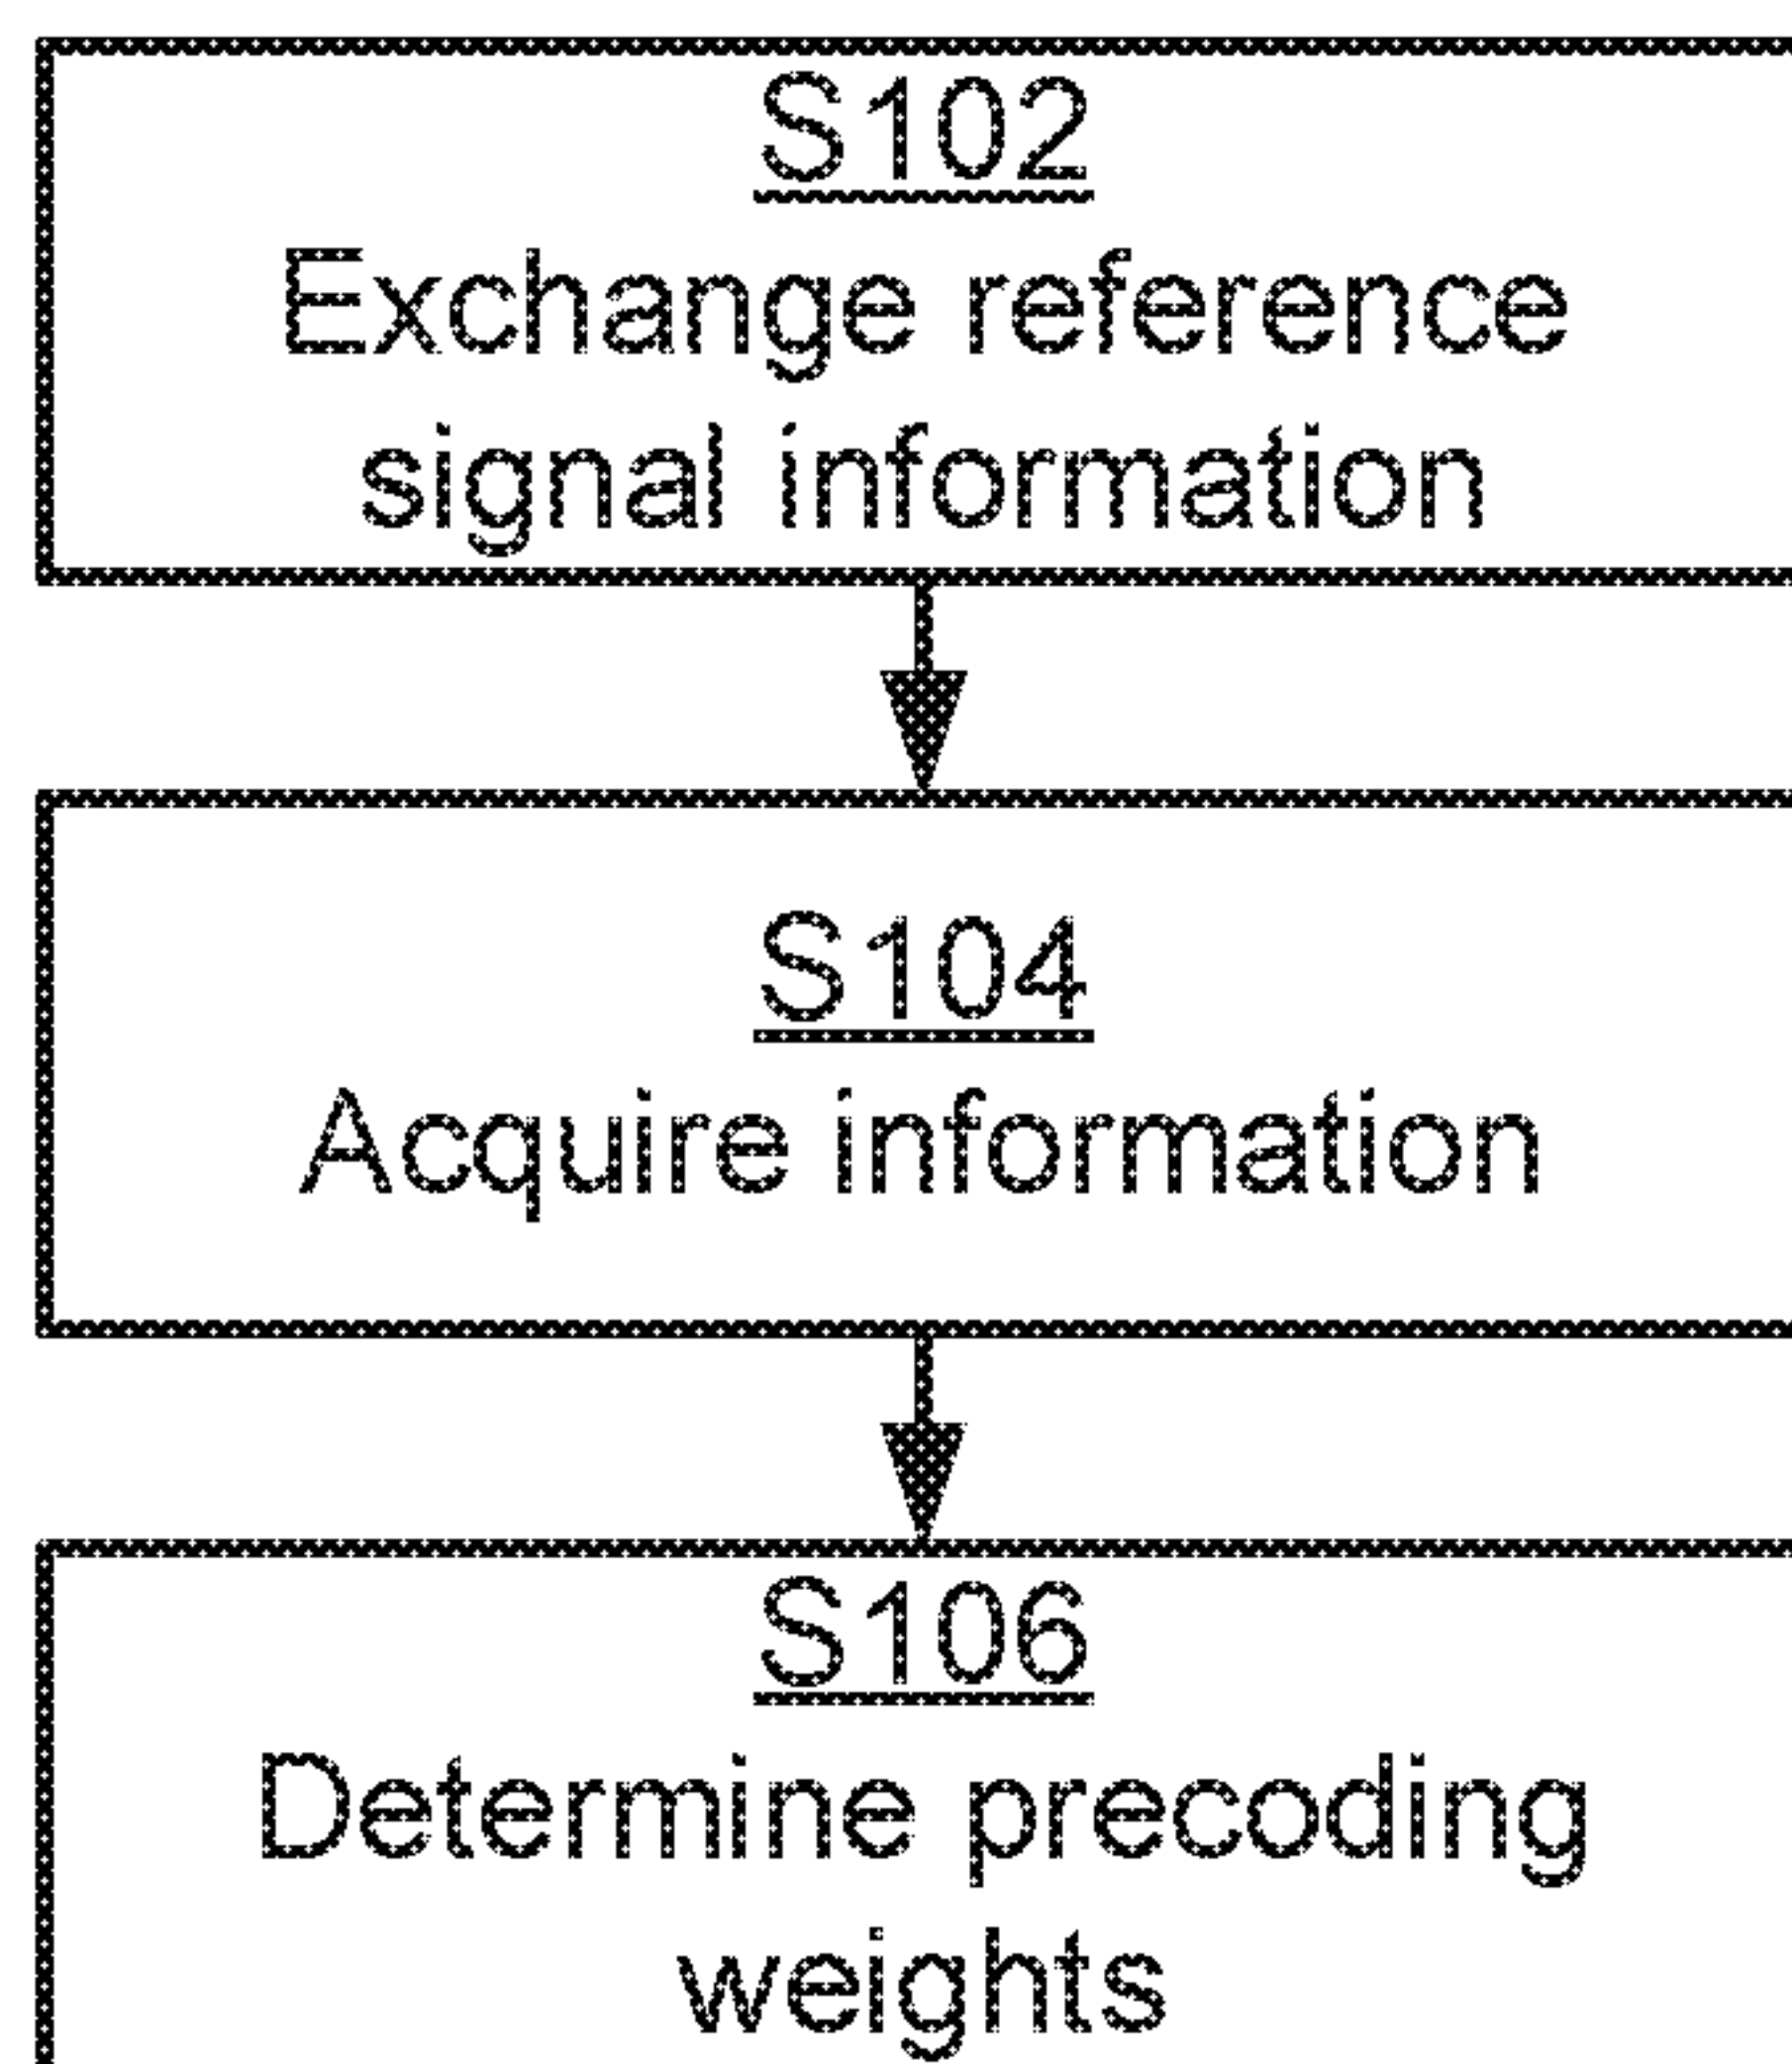 S102
Exchange reference
signal information
S104
Acquire information
S106
Determine precoding
weights